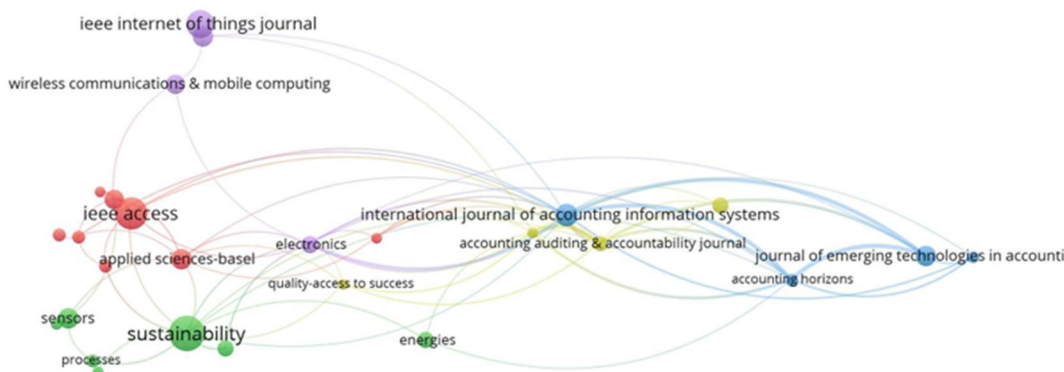 ieee internet of things journal
wireless communications & mobile computing
ieee access
international journal of accounting information systems
electronics
accounting auditing & accountability journal
applied sciences-basel
journal of emerging technologies in accounti
accounting horizons
quality-access to success
sensors
sustainability
energies
processes